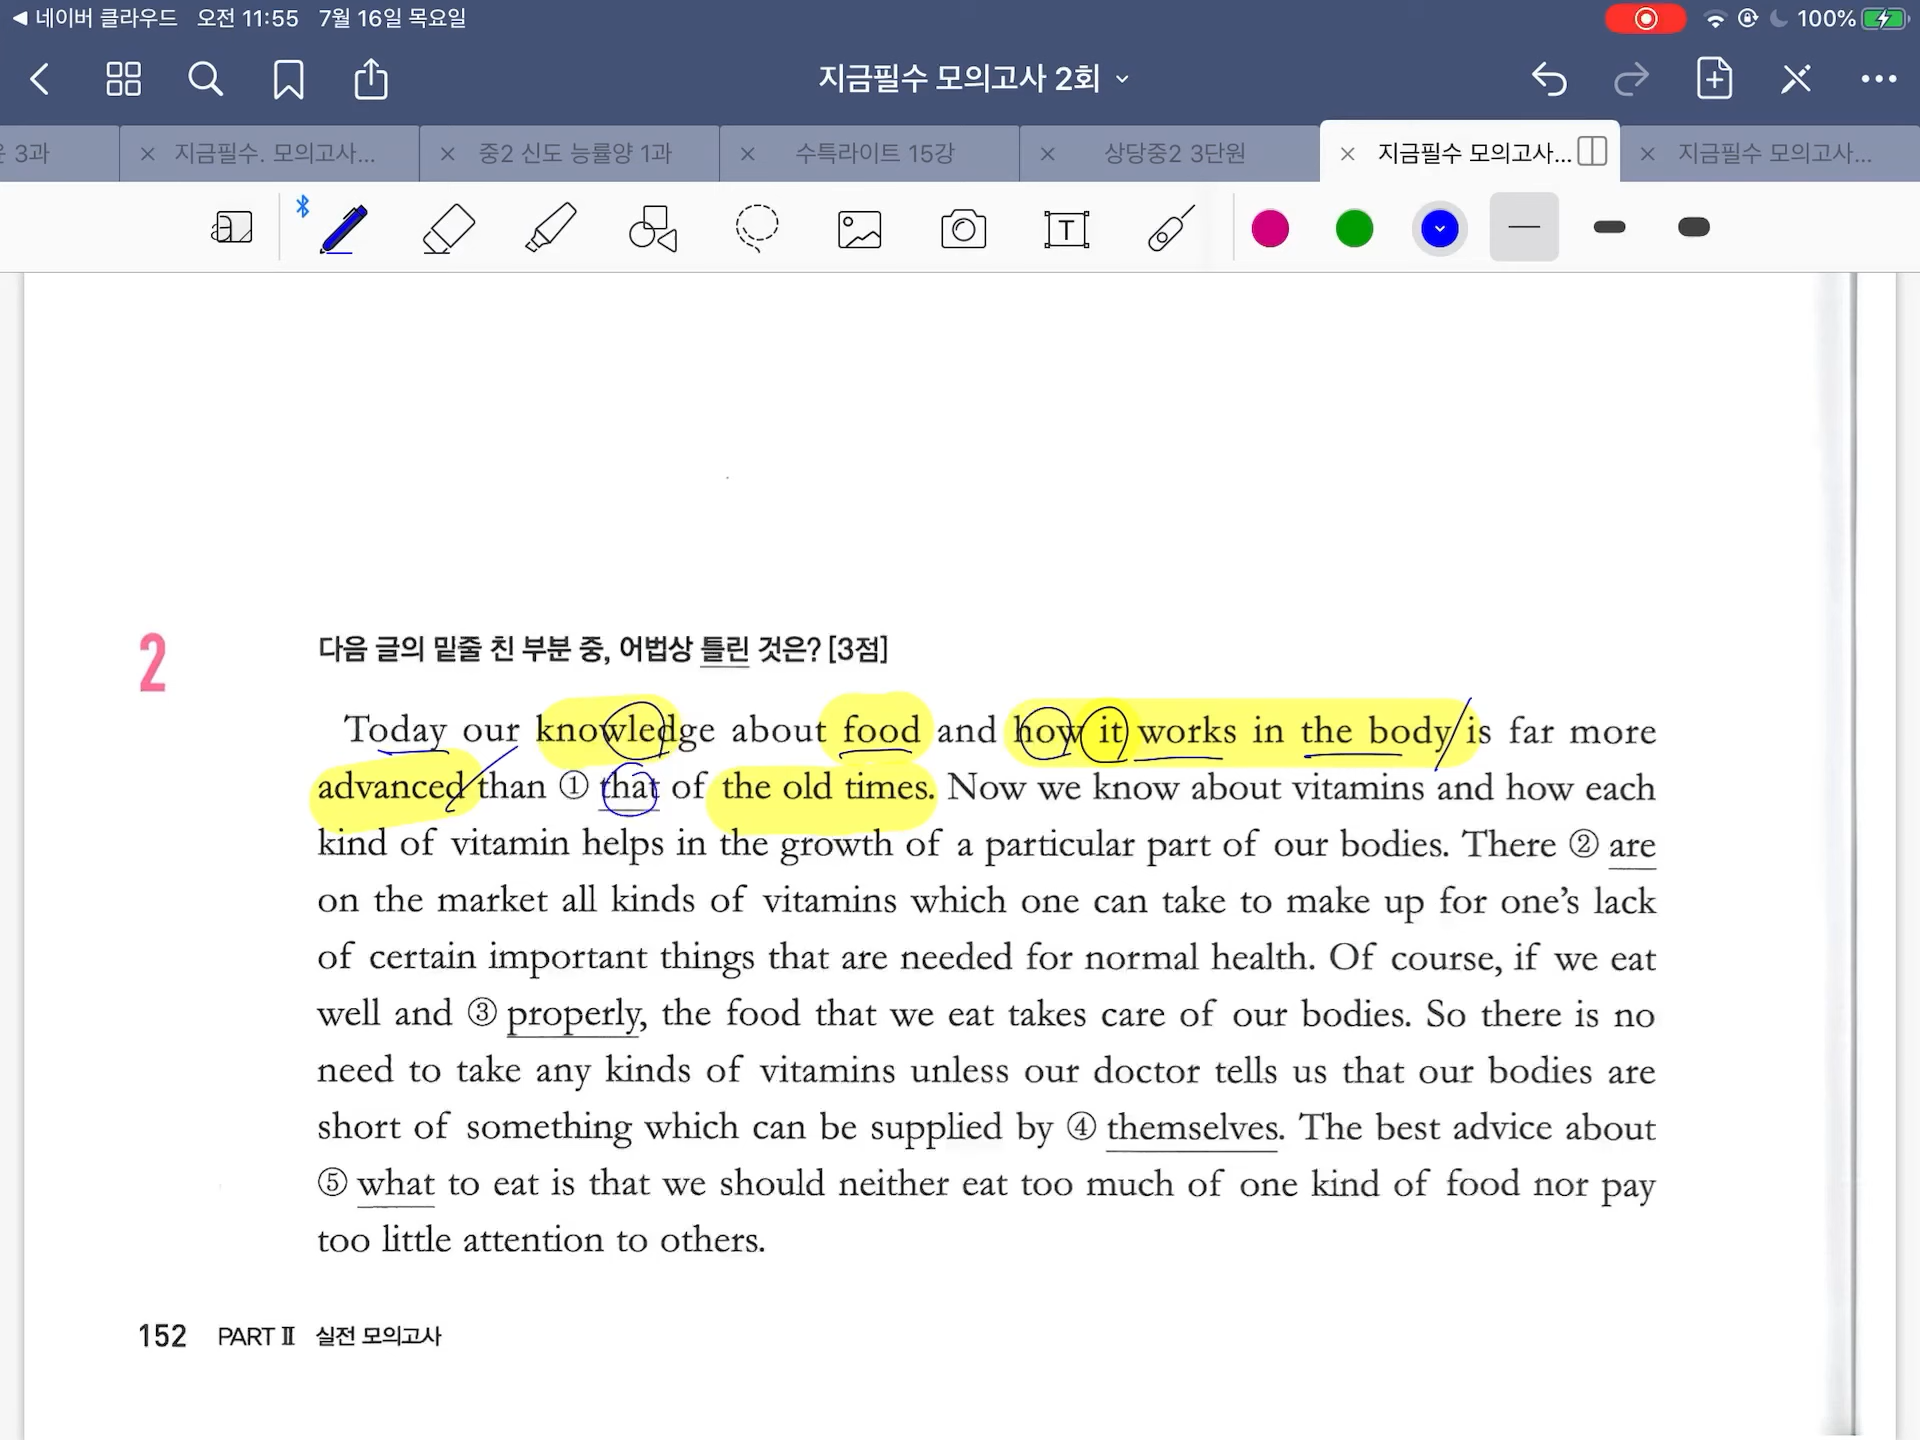 ◀ 네이버 클라우드 오전 11:55 7월 16일 목요일 100%
지금필수 모의고사 2회
3과 × 지금필수. 모의고사... × 중2 신도 능률양 1과 × 수특라이트 15강 × 상당중2 3단원 × 지금필수 모의고사... × 지금필수 모의고사...
T
2 다음 글의 밑줄 친 부분 중, 어법상 틀린 것은? [3점]
Today our knowledge about food and how it works in the body is far more
advanced than ① that of the old times. Now we know about vitamins and how each
kind of vitamin helps in the growth of a particular part of our bodies. There ② are
on the market all kinds of vitamins which one can take to make up for one's lack
of certain important things that are needed for normal health. Of course, if we eat
well and ③ properly, the food that we eat takes care of our bodies. So there is no
need to take any kinds of vitamins unless our doctor tells us that our bodies are
short of something which can be supplied by ④ themselves. The best advice about
⑤ what to eat is that we should neither eat too much of one kind of food nor pay
too little attention to others.
152 PART Ⅱ 실전 모의고사